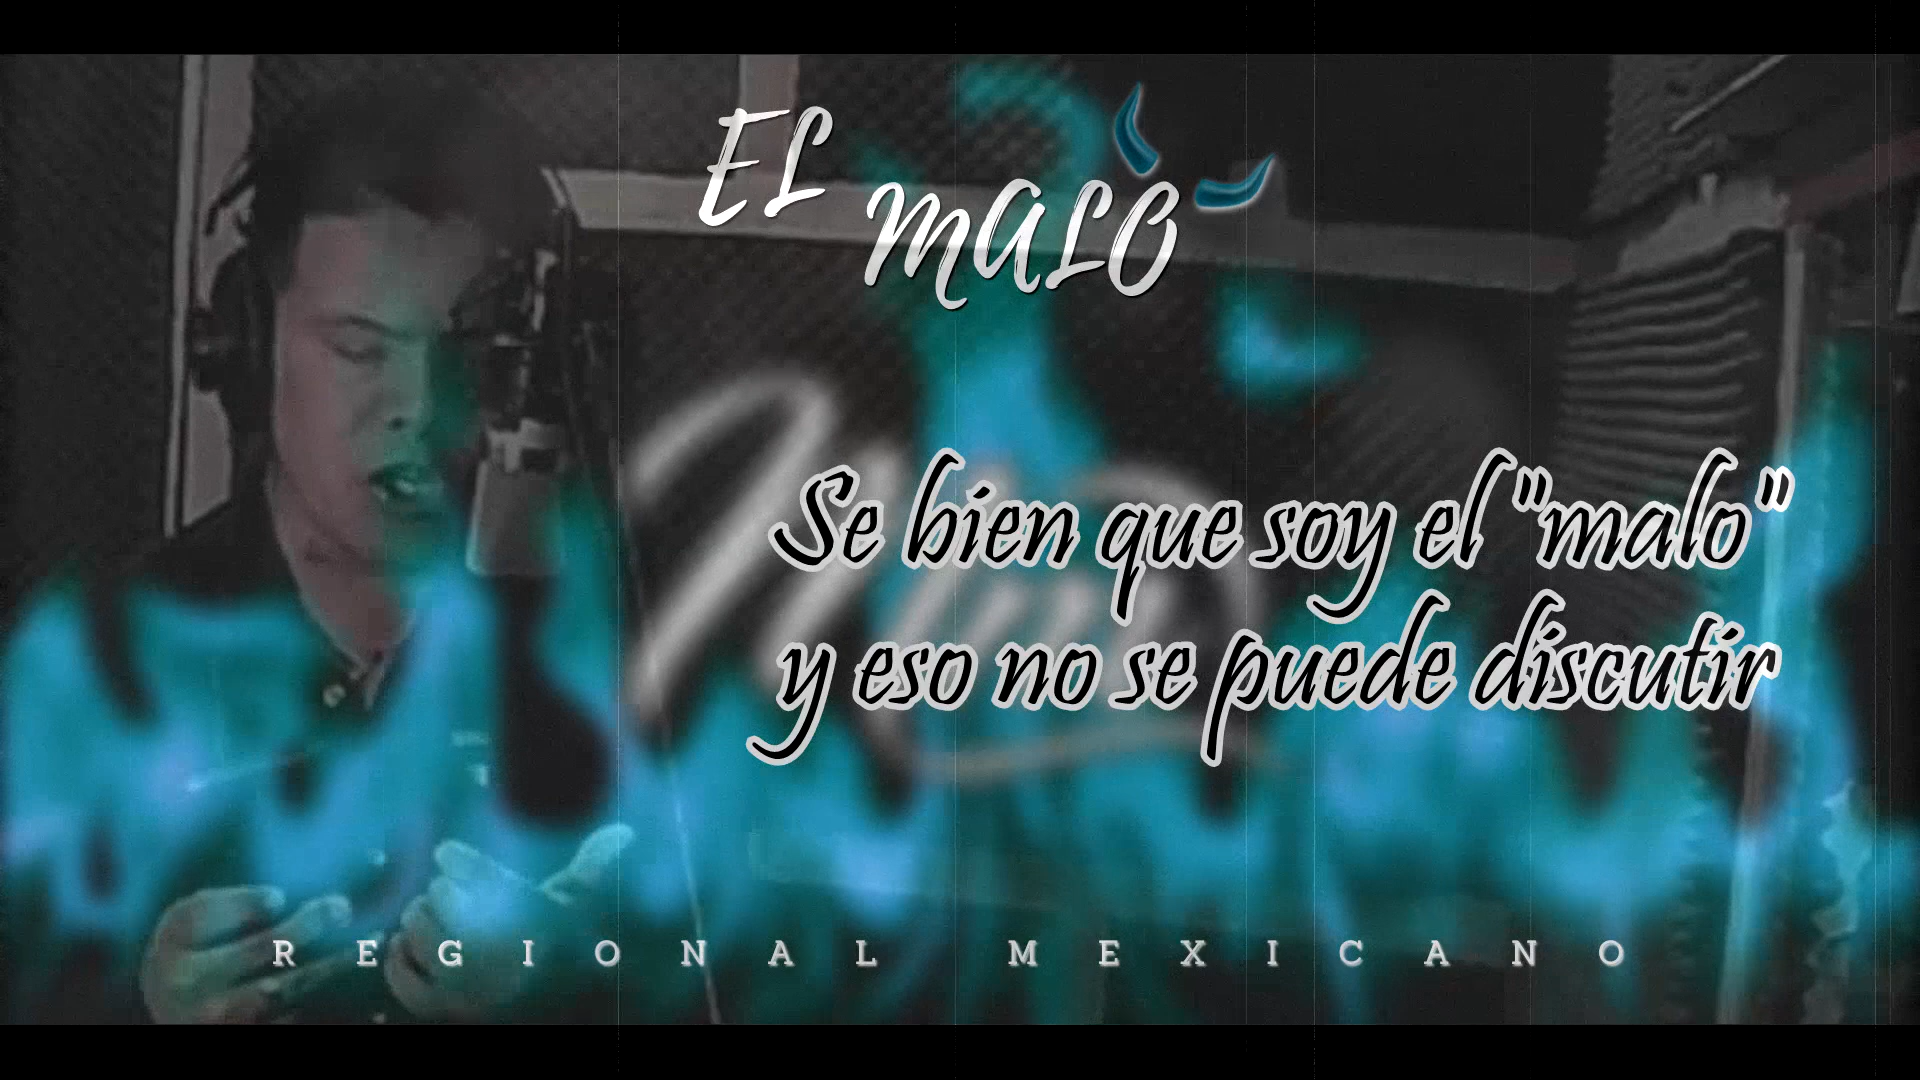 EL
MALO
Se bien que soy el "malo"
y eso no se puede discutir
REGIONAL MEXICANO